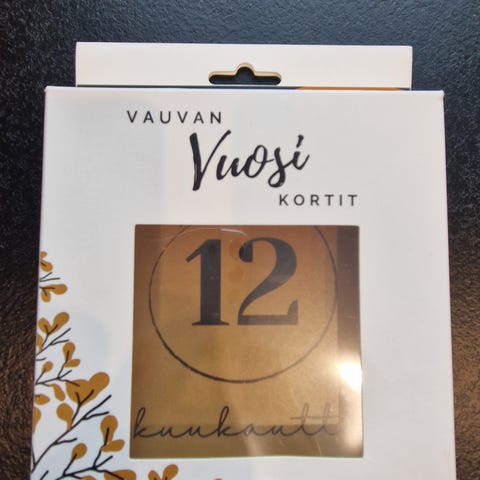 VAUVAN
Vuosi
KORTIT
12
kuukautta